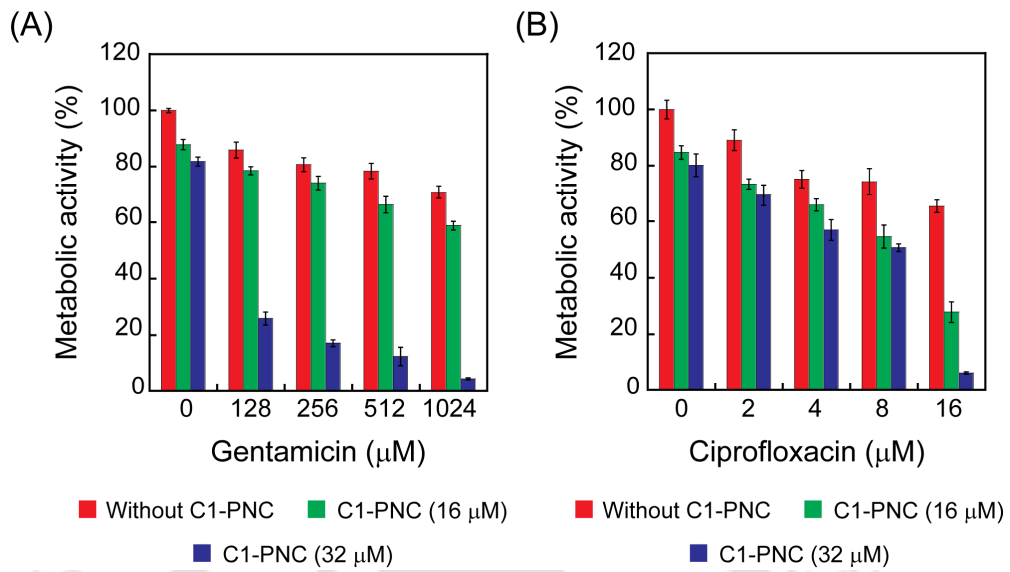 (A)
Metabolic activity (%)
120
100
80
60
40
20
0
0 128 256 512 1024
Gentamicin (μM)
Without C1-PNC
C1-PNC (16 μM)
C1-PNC (32 μM)
(B)
Metabolic activity (%)
120
100
80
60
40
20
0
0 2 4 8 16
Ciprofloxacin (μM)
Without C1-PNC
C1-PNC (16 μM)
C1-PNC (32 μM)